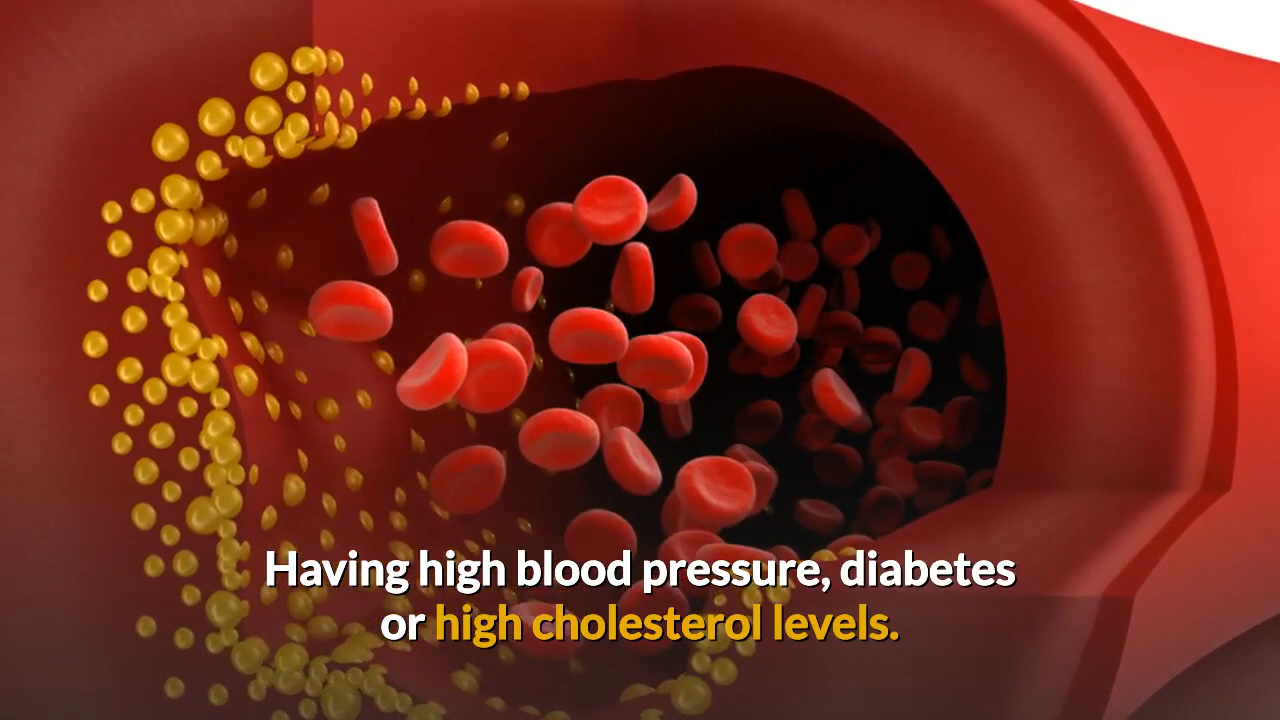 Having high blood pressure, diabetes
or high cholesterol levels.